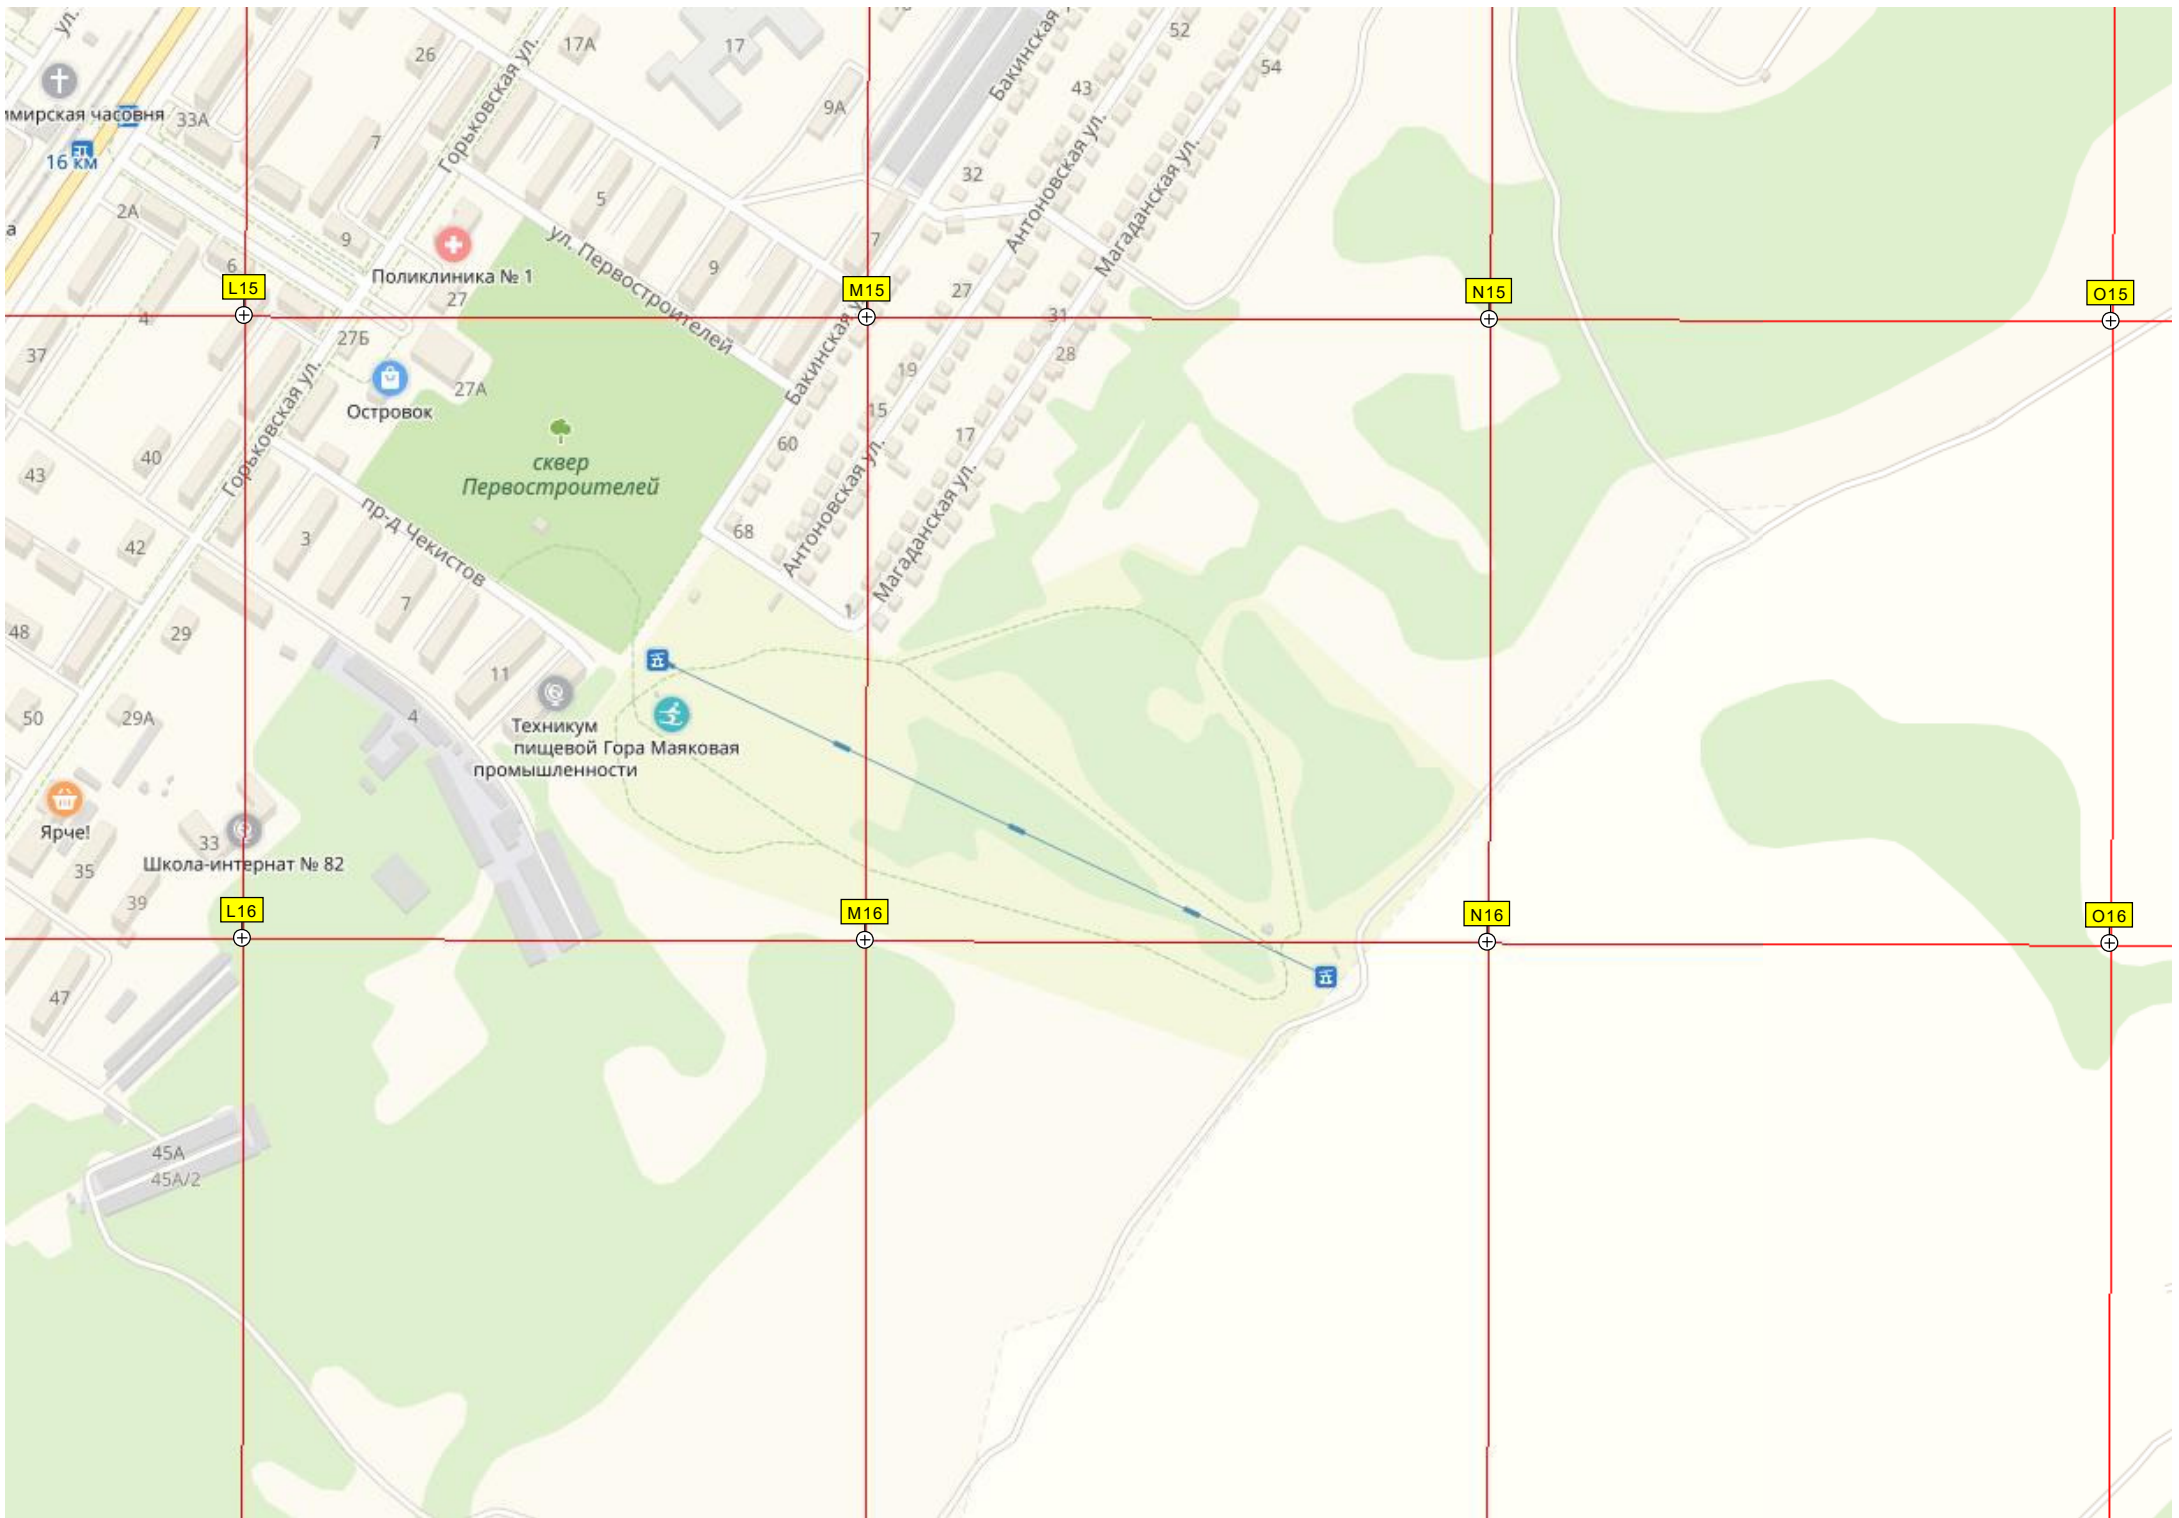 ул.
26
Горьковская ул.
17А
17
9А
Бакинская
52
43
54
имирская часовня
33А
16 км
7
5
32
Антоновская ул.
Магаданская ул.
2А
а
9
6
Поликлиника № 1
27
ул. Первостроителей
9
7
27
31
L15
M15
N15
O15
4
37
27Б
27А
Островок
Бакинская
19
28
15
17
60
40
43
Горьковская ул.
сквер
Первостроителей
Антоновская ул.
Магаданская ул.
68
42
3
пр-д Чекистов
7
1
48
29
11
50
29А
4
Техникум
пищевой
промышленности
Гора Маяковая
Ярче!
33
Школа-интернат № 82
35
39
L16
M16
N16
O16
47
45А
45А/2